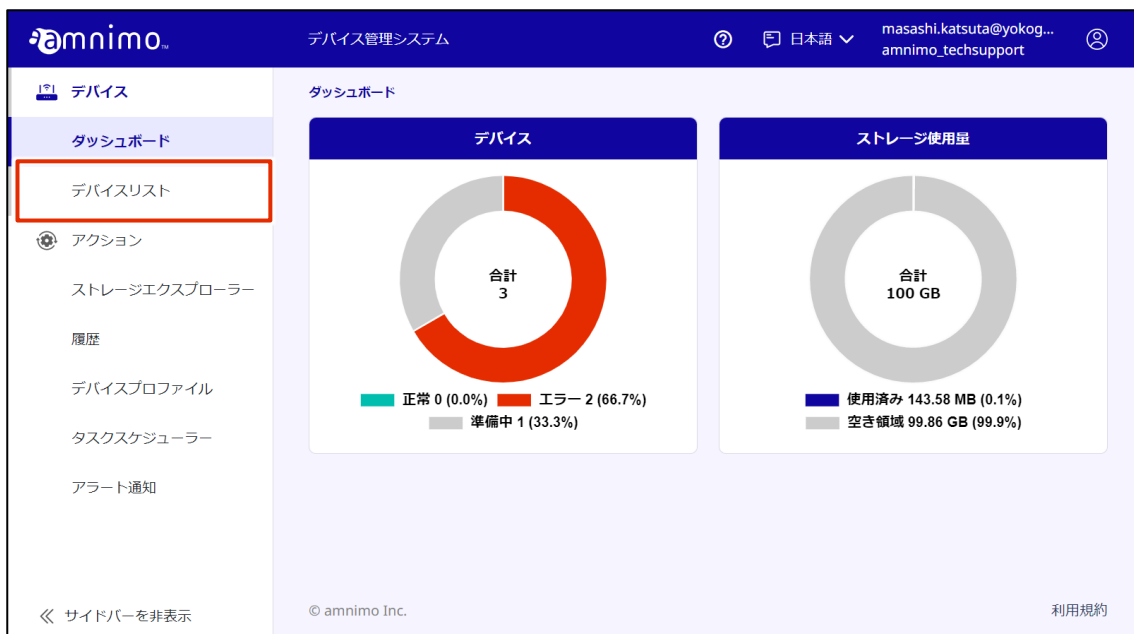 amnimo™
デバイス管理システム
日本語
masashi.katsuta@yokog...
amnimo_techsupport
デバイス
ダッシュボード
デバイスリスト
アクション
ストレージエクスプローラー
履歴
デバイスプロファイル
タスクスケジューラー
アラート通知
サイドバーを非表示
ダッシュボード
デバイス
合計
3
正常 0 (0.0%) エラー 2 (66.7%)
準備中 1 (33.3%)
ストレージ使用量
合計
100 GB
使用済み 143.58 MB (0.1%)
空き領域 99.86 GB (99.9%)
© amnimo Inc.
利用規約